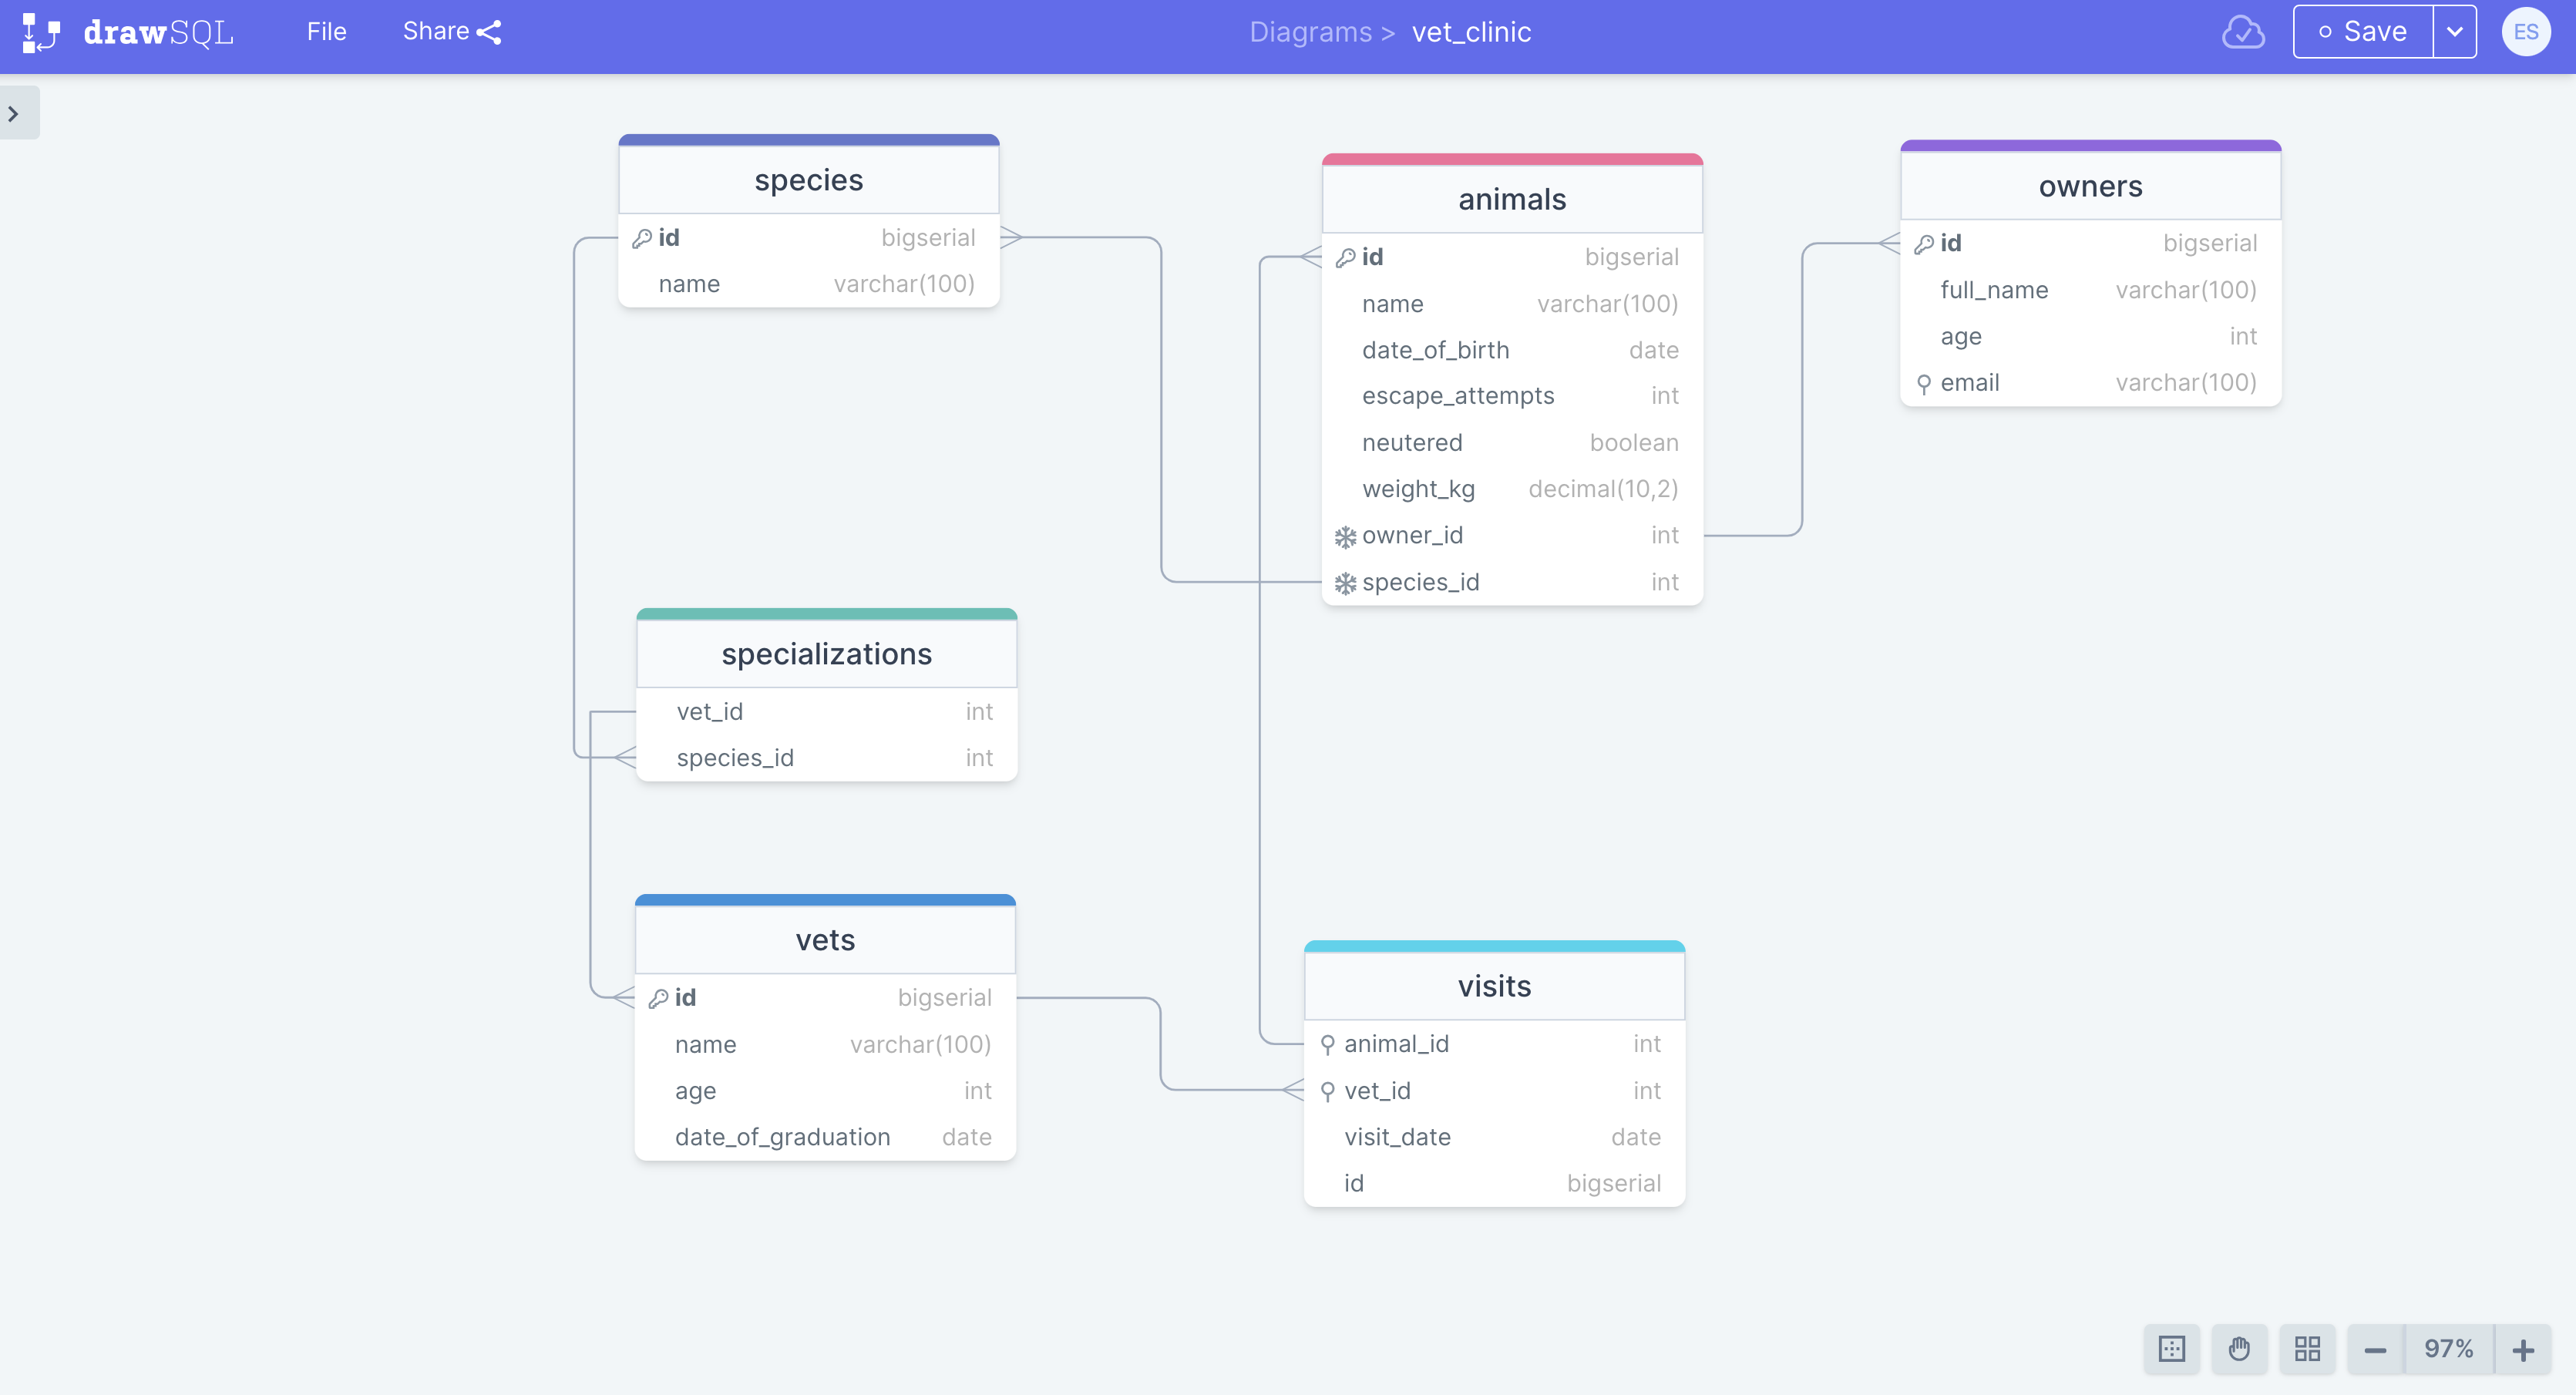 drawSQL File Share Diagrams > vet_clinic Save ES
species
id bigserial
name varchar(100)
animals
id bigserial
name varchar(100)
date_of_birth date
escape_attempts int
neutered boolean
weight_kg decimal(10,2)
owner_id int
species_id int
owners
id bigserial
full_name varchar(100)
age int
email varchar(100)
specializations
vet_id int
species_id int
vets
id bigserial
name varchar(100)
age int
date_of_graduation date
visits
animal_id int
vet_id int
visit_date date
id bigserial
97%